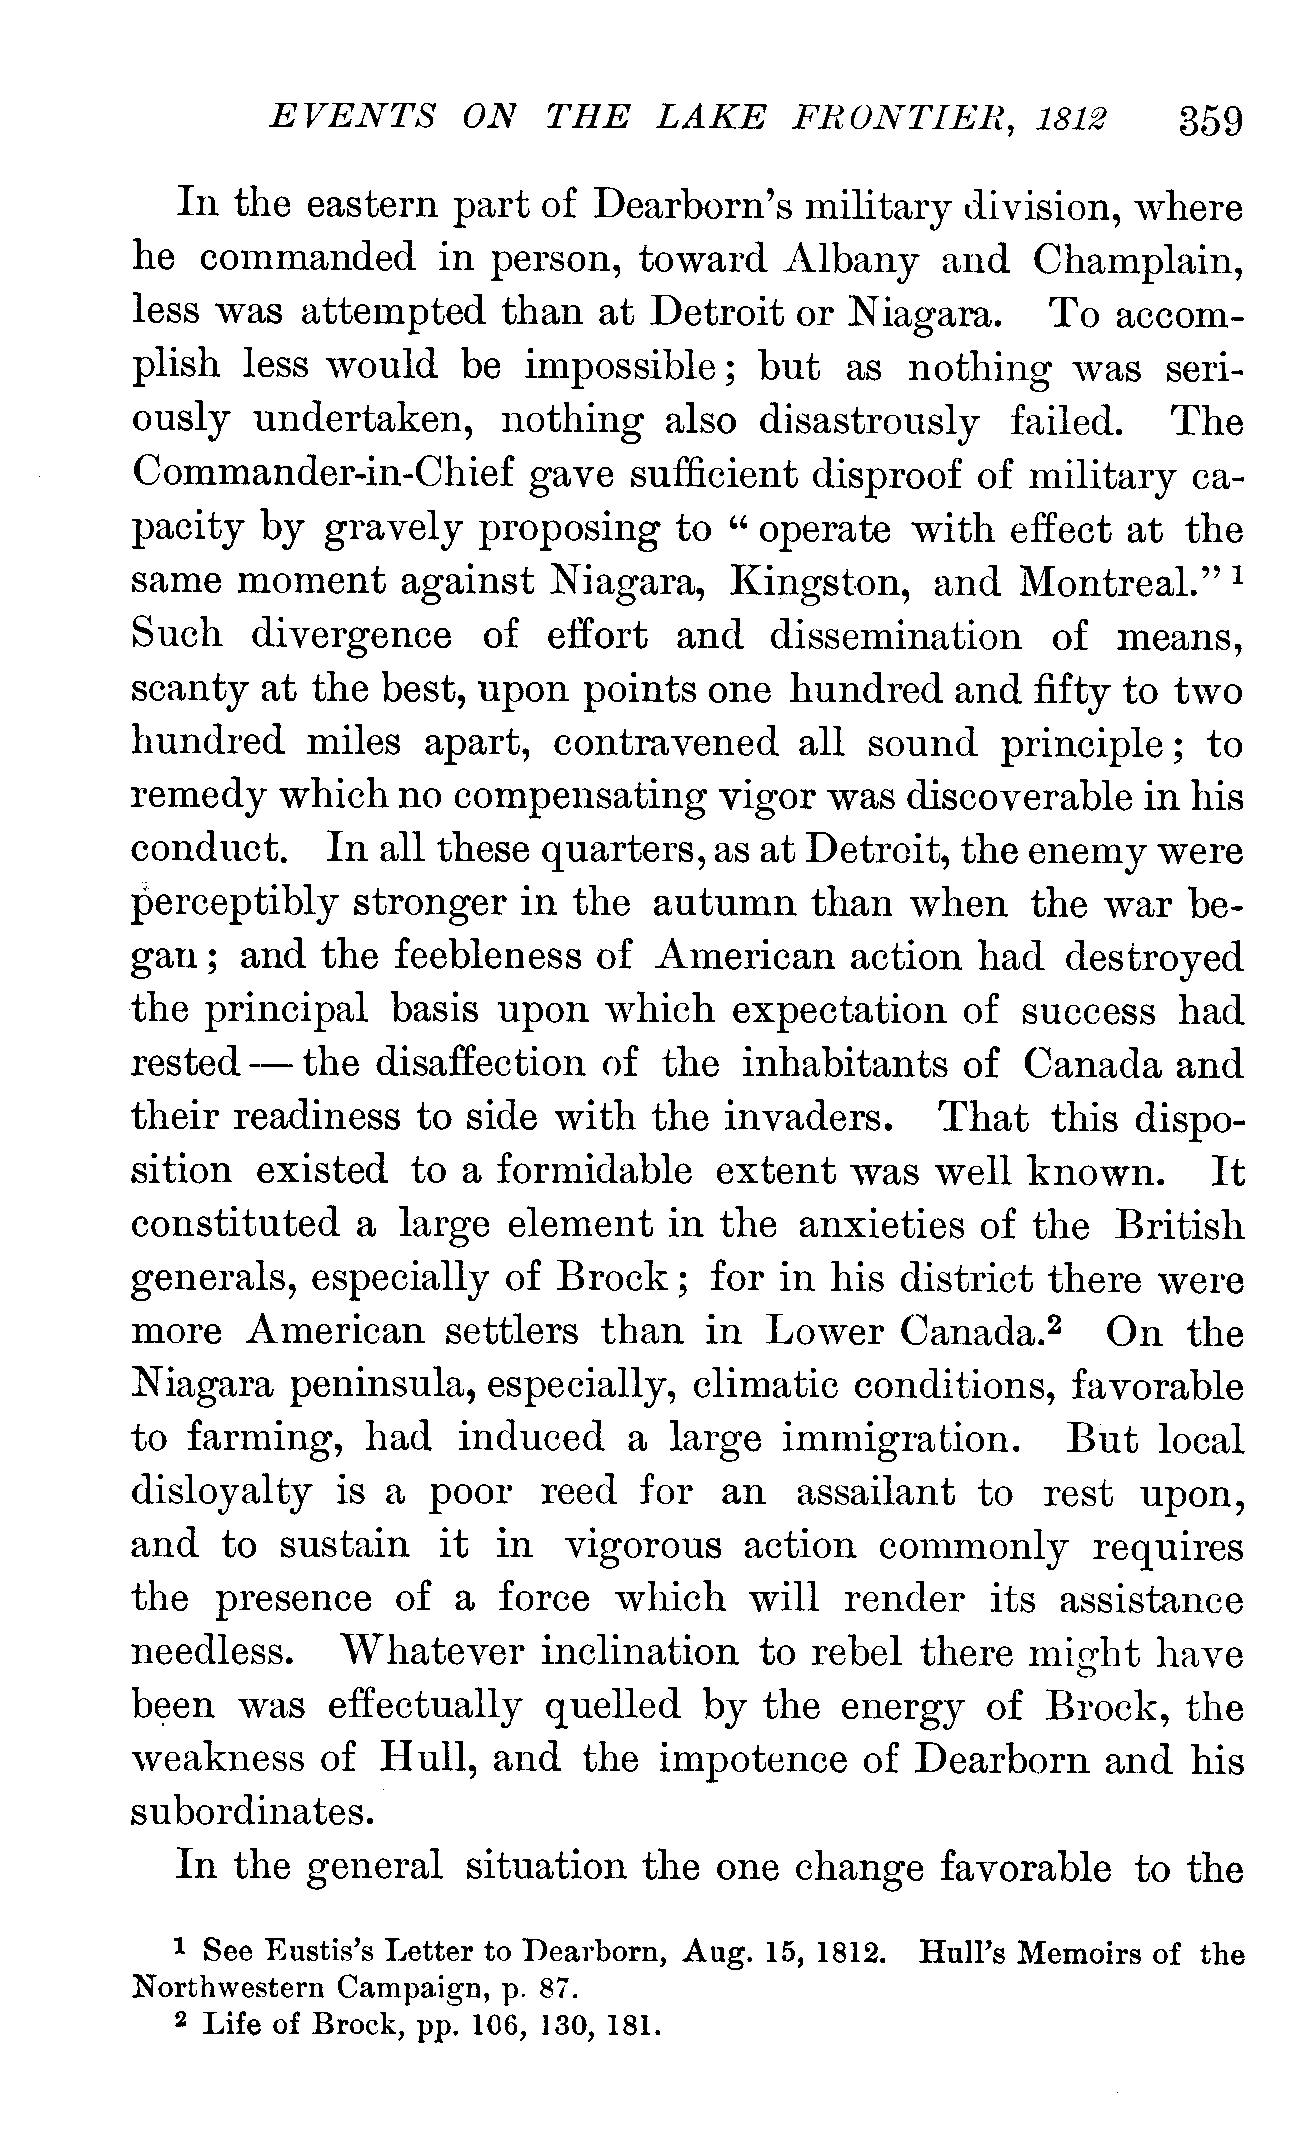 EVENTS ON THE LAKE FRONTIER, 1812 359
In the eastern part of Dearborn's military division, where
he commanded in person, toward Albany and Champlain,
less was attempted than at Detroit or Niagara. To accom-
plish less would be impossible; but as nothing was seri-
ously undertaken, nothing also disastrously failed. The
Commander-in-Chief gave sufficient disproof of military ca-
pacity by gravely proposing to “operate with effect at the
same moment against Niagara, Kingston, and Montreal.” ¹
Such divergence of effort and dissemination of means,
scanty at the best, upon points one hundred and fifty to two
hundred miles apart, contravened all sound principle; to
remedy which no compensating vigor was discoverable in his
conduct. In all these quarters, as at Detroit, the enemy were
perceptibly stronger in the autumn than when the war be-
gan; and the feebleness of American action had destroyed
the principal basis upon which expectation of success had
rested — the disaffection of the inhabitants of Canada and
their readiness to side with the invaders. That this dispo-
sition existed to a formidable extent was well known. It
constituted a large element in the anxieties of the British
generals, especially of Brock; for in his district there were
more American settlers than in Lower Canada.² On the
Niagara peninsula, especially, climatic conditions, favorable
to farming, had induced a large immigration. But local
disloyalty is a poor reed for an assailant to rest upon,
and to sustain it in vigorous action commonly requires
the presence of a force which will render its assistance
needless. Whatever inclination to rebel there might have
been was effectually quelled by the energy of Brock, the
weakness of Hull, and the impotence of Dearborn and his
subordinates.
In the general situation the one change favorable to the
¹ See Eustis's Letter to Dearborn, Aug. 15, 1812. Hull's Memoirs of the
Northwestern Campaign, p. 87.
² Life of Brock, pp. 106, 130, 181.